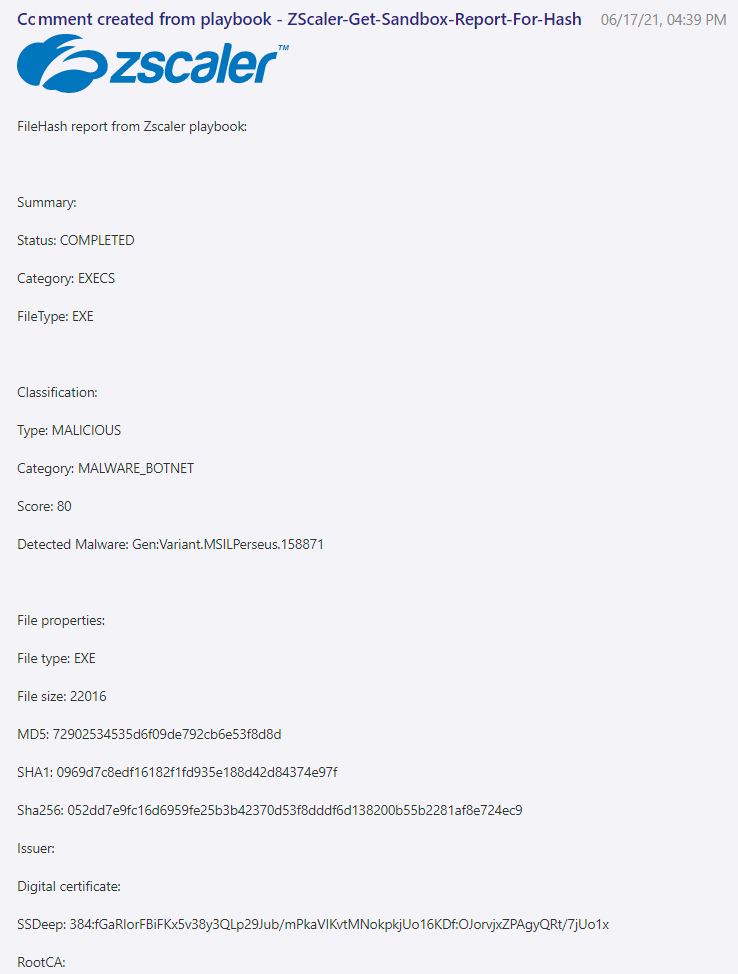 Comment created from playbook - ZScaler-Get-Sandbox-Report-For-Hash 06/17/21, 04:39 PM
zscaler™
FileHash report from Zscaler playbook:
Summary:
Status: COMPLETED
Category: EXECS
FileType: EXE
Classification:
Type: MALICIOUS
Category: MALWARE_BOTNET
Score: 80
Detected Malware: Gen:Variant.MSILPerseus.158871
File properties:
File type: EXE
File size: 22016
MD5: 72902534535d6f09de792cb6e53f8d8d
SHA1: 0969d7c8edf16182f1fd935e188d42d84374e97f
Sha256: 052dd7e9fc16d6959fe25b3b42370d53f8dddf6d138200b55b2281af8e724ec9
Issuer:
Digital certificate:
SSDeep: 384:fGaRlorFBiFKx5v38y3QLp29Jub/mPkaVIKvtMNokpkjUo16KDf:OJorvjxZPAgyQRt/7jUo1x
RootCA: